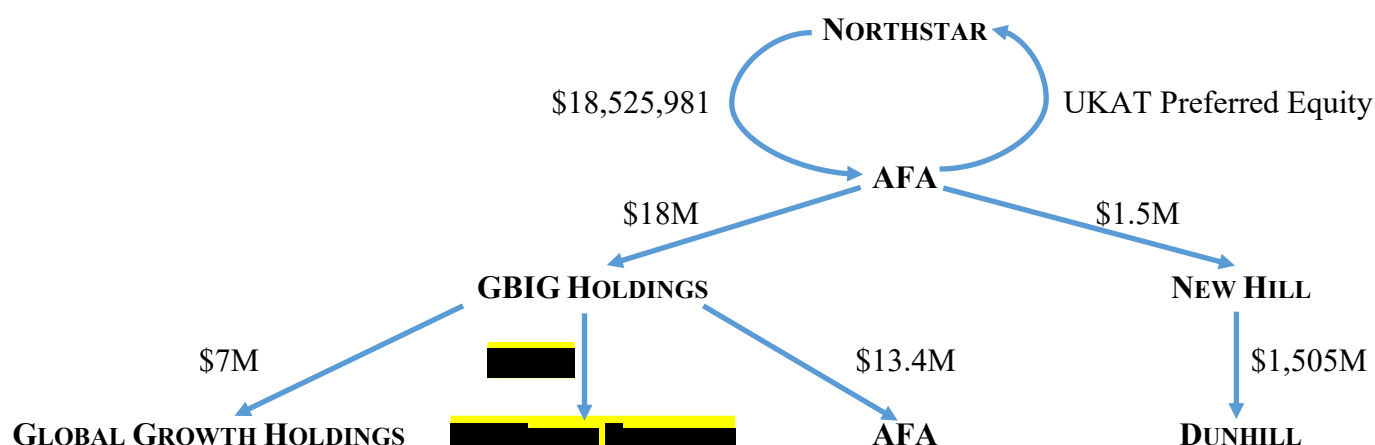 NORTHSTAR
$18,525,981 UKAT Preferred Equity
AFA
$18M $1.5M
GBIG HOLDINGS NEW HILL
$7M $13.4M $1,505M
GLOBAL GROWTH HOLDINGS AFA DUNHILL